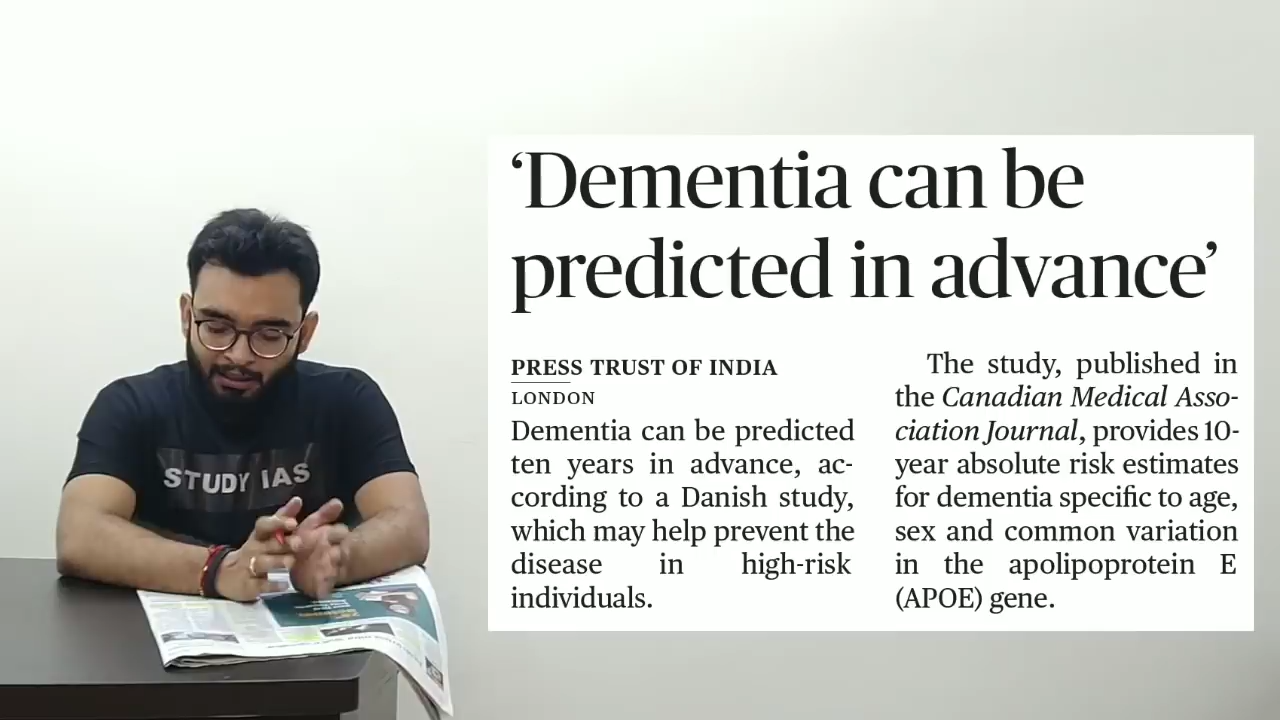 ‘Dementia can be
predicted in advance’
PRESS TRUST OF INDIA
LONDON
Dementia can be predicted
ten years in advance, ac-
cording to a Danish study,
which may help prevent the
disease in high-risk
individuals.
The study, published in
the Canadian Medical Asso-
ciation Journal, provides 10-
year absolute risk estimates
for dementia specific to age,
sex and common variation
in the apolipoprotein E
(APOE) gene.
STUDY IAS